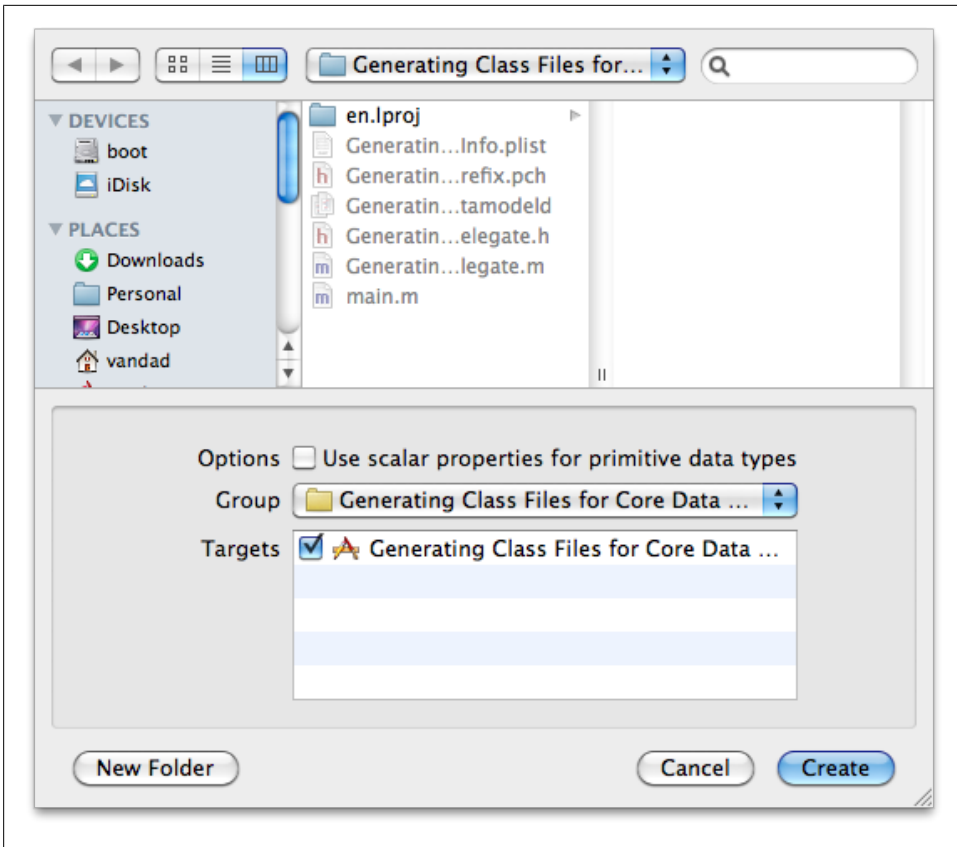 Generating Class Files for...
DEVICES
boot
iDisk
PLACES
Downloads
Personal
Desktop
vandad
en.lproj
Generatin...Info.plist
Generatin...refix.pch
Generatin...tamodeld
Generatin...elegate.h
Generatin...legate.m
main.m
Options Use scalar properties for primitive data types
Group Generating Class Files for Core Data ...
Targets Generating Class Files for Core Data ...
New Folder Cancel Create